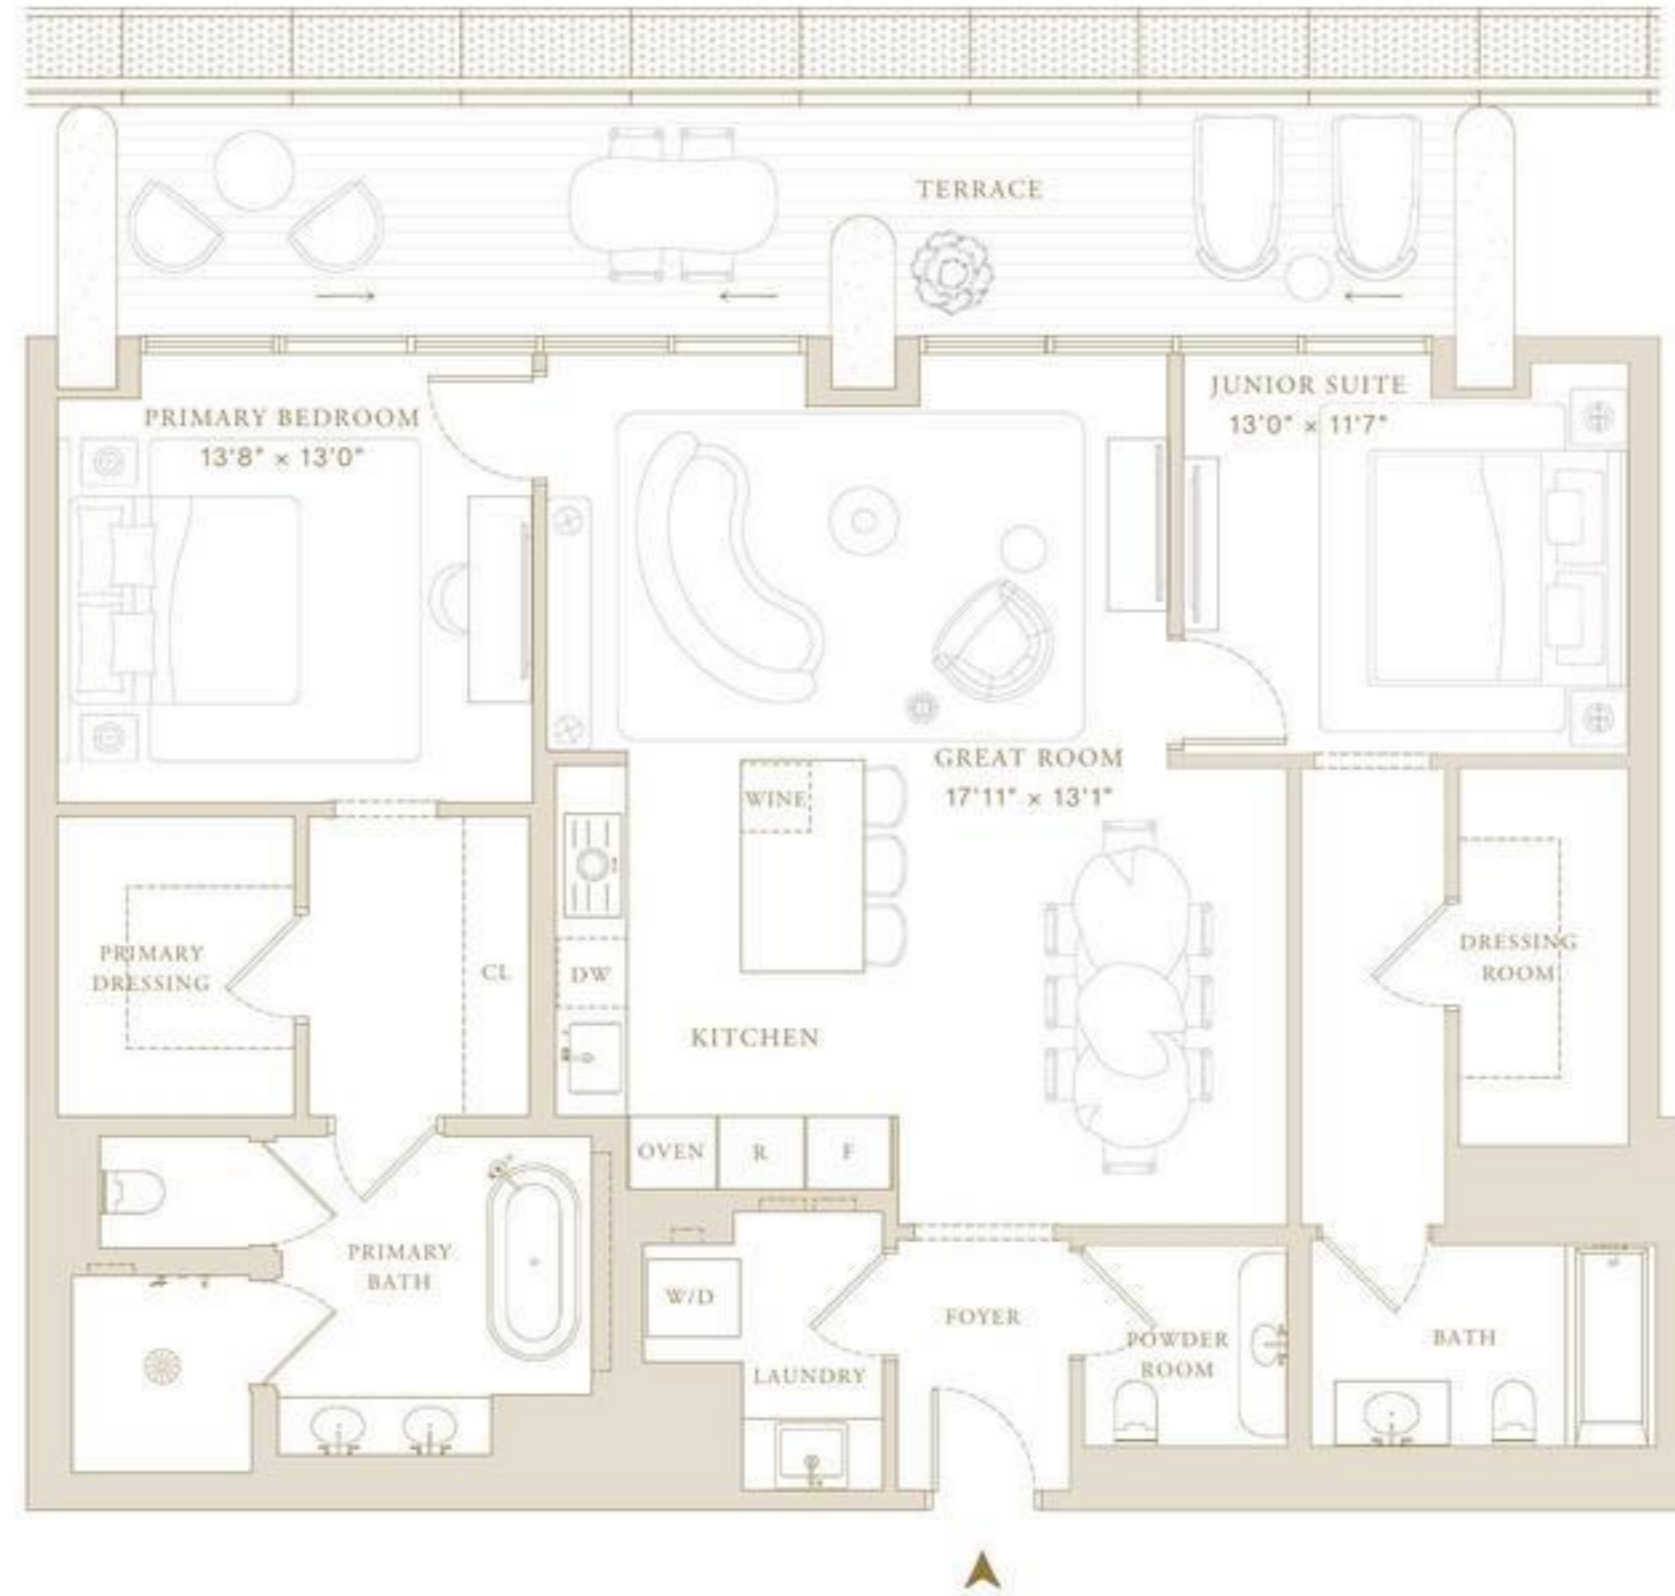 TERRACE
PRIMARY BEDROOM
13'8" × 13'0"
JUNIOR SUITE
13'0" × 11'7"
GREAT ROOM
17'11" × 13'1"
WINE
PRIMARY
DRESSING
CL
DW
KITCHEN
DRESSING
ROOM
OVEN
R
F
PRIMARY
BATH
W/D
LAUNDRY
FOYER
POWDER
ROOM
BATH